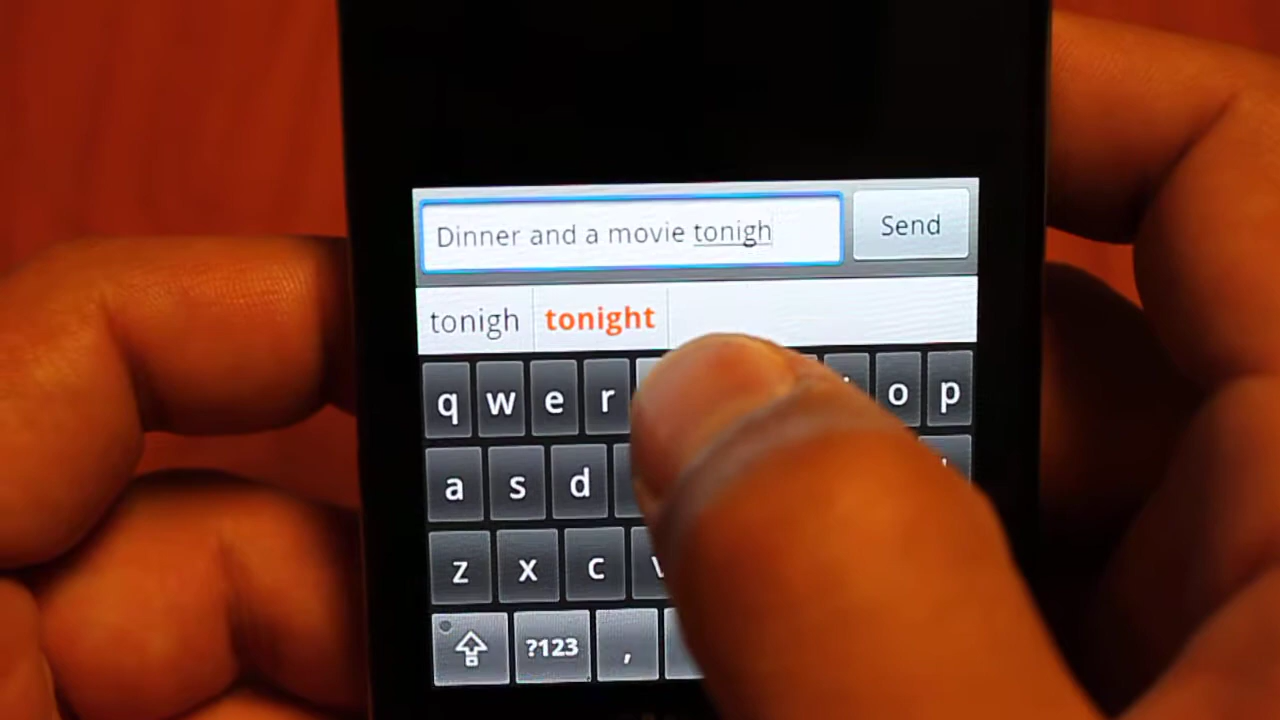 Dinner and a movie tonigh
Send
tonigh tonight
q w e r o p
a s d
z x c
?123 ,